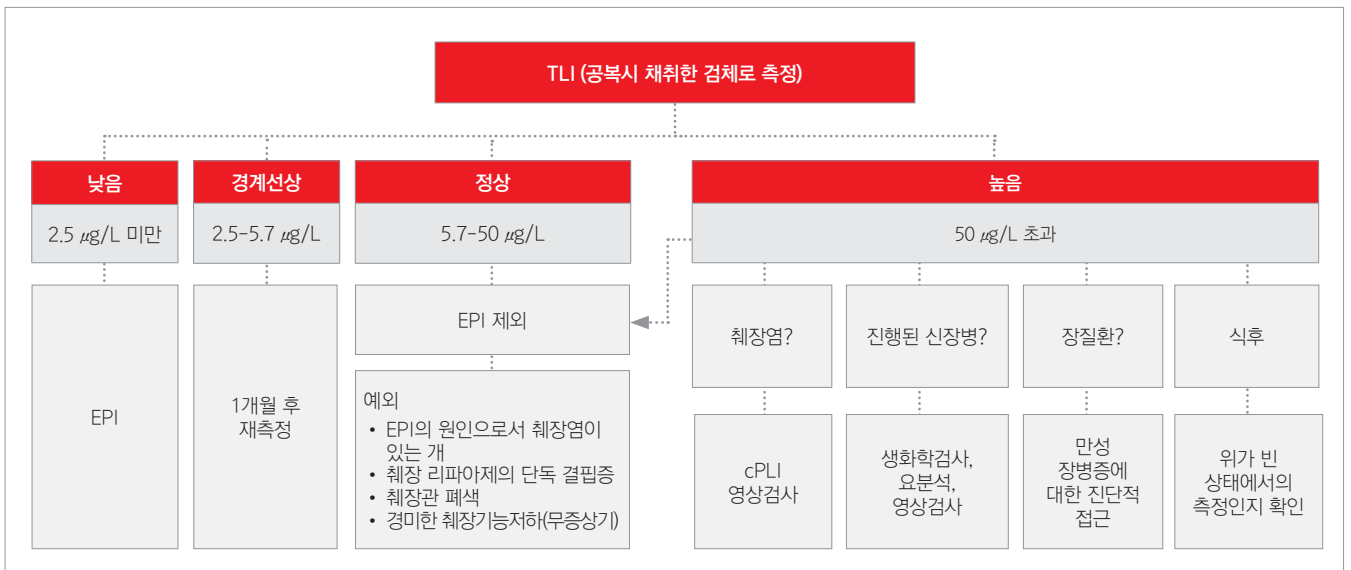 TLI (공복시 채취한 검체로 측정)
낮음
2.5 µg/L 미만
EPI
경계선상
2.5-5.7 µg/L
1개월 후
재측정
정상
5.7-50 µg/L
EPI 제외
예외
• EPI의 원인으로서 췌장염이
있는 개
• 췌장 리파아제의 단독 결핍증
• 췌장관 폐색
• 경미한 췌장기능저하(무증상기)
높음
50 µg/L 초과
췌장염?
cPLI
영상검사
진행된 신장병?
생화학검사,
요분석,
영상검사
장질환?
만성
장병증에
대한 진단적
접근
식후
위가 빈
상태에서의
측정인지 확인